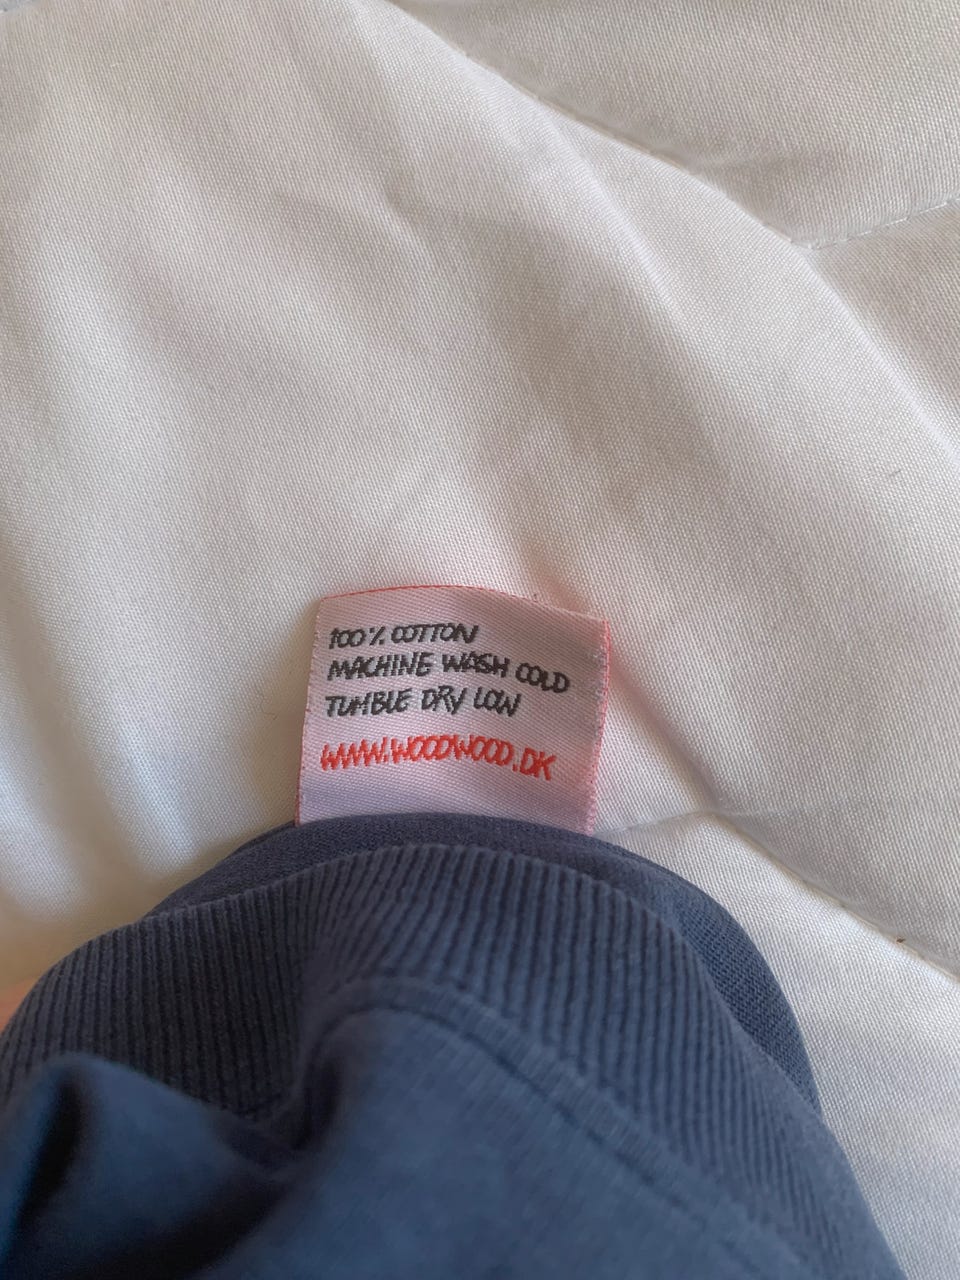 100% COTTON
MACHINE WASH COLD
TUMBLE DRY LOW
WWW.WOODWOOD.DK